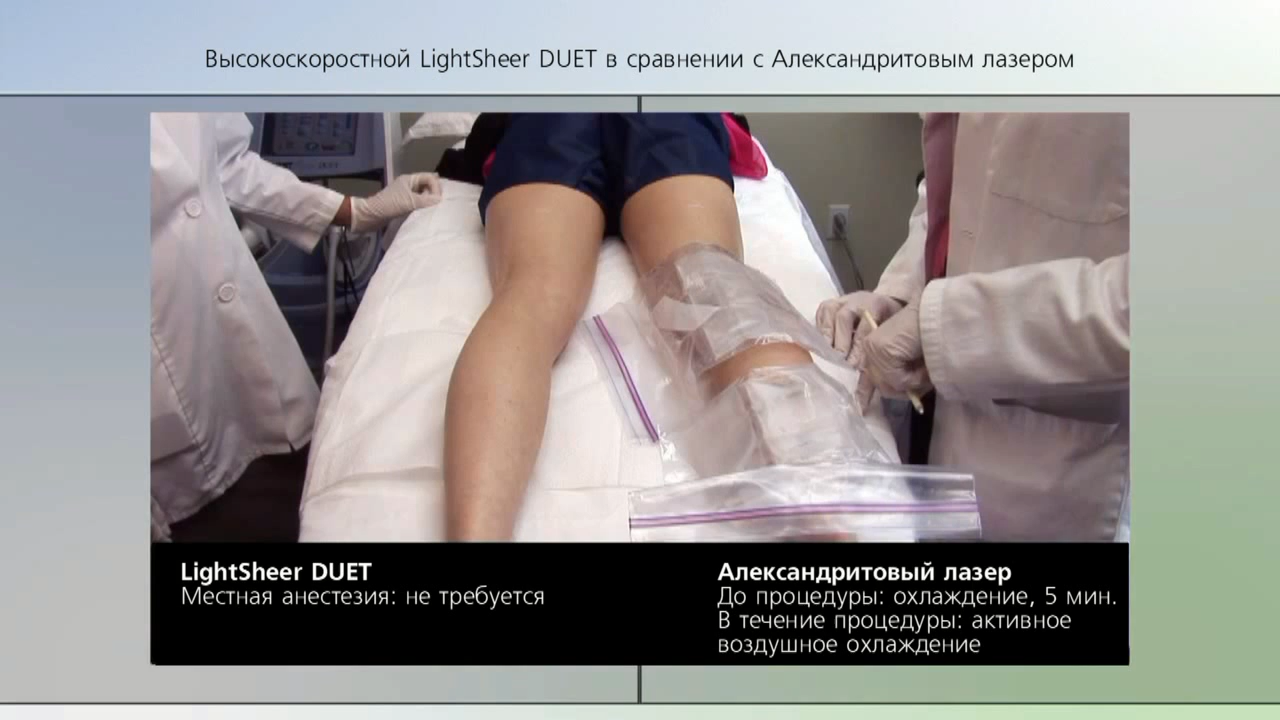 Высокоскоростной LightSheer DUET в сравнении с Александритовым лазером
LightSheer DUET
Местная анестезия: не требуется
Александритовый лазер
До процедуры: охлаждение, 5 мин.
В течение процедуры: активное
воздушное охлаждение